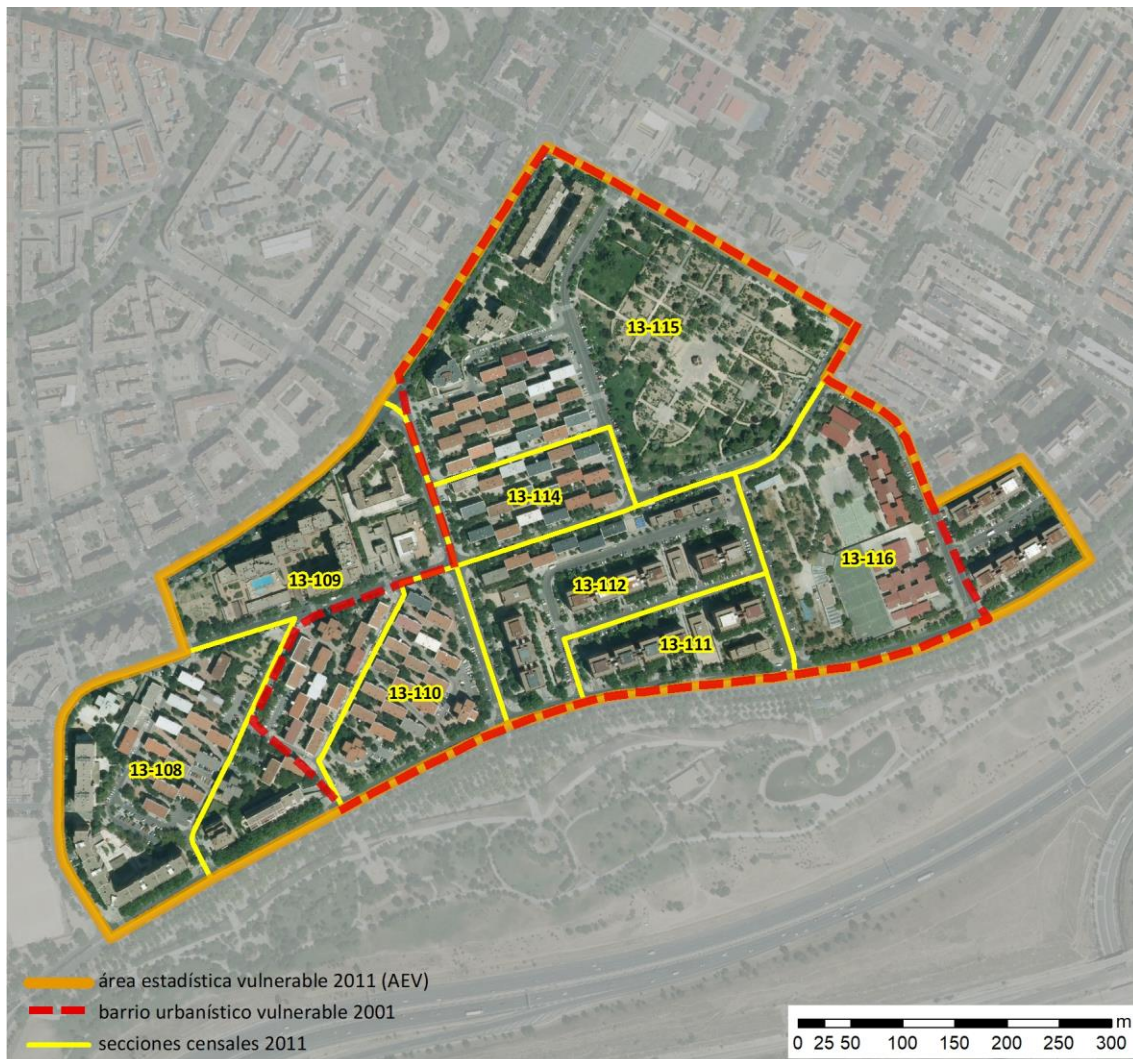 13-115
13-114
13-109
13-112
13-116
13-111
13-110
13-108
área estadística vulnerable 2011 (AEV)
barrio urbanístico vulnerable 2001
secciones censales 2011
m
0 25 50 100 150 200 250 300